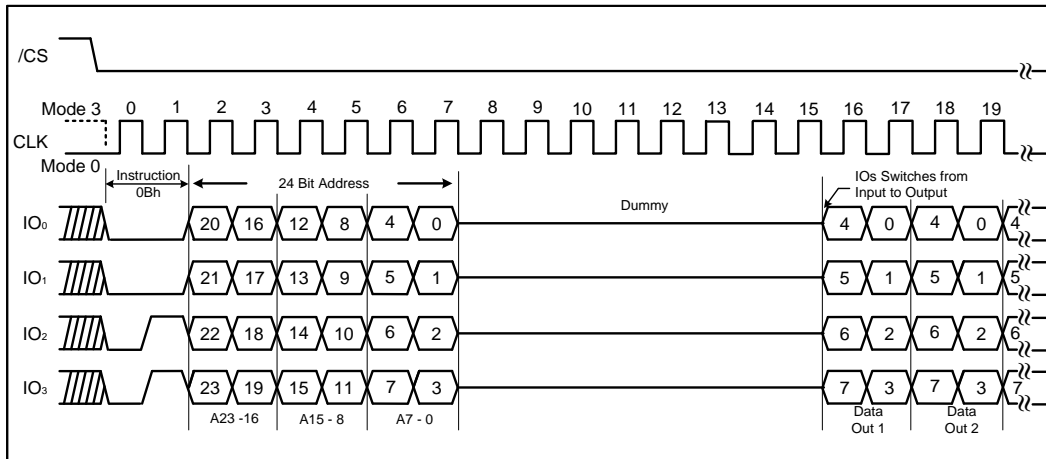 /CS
Mode 3 0 1 2 3 4 5 6 7 8 9 10 11 12 13 14 15 16 17 18 19
CLK
Mode 0
Instruction
0Bh
24 Bit Address
IOs Switches from
Input to Output
Dummy
IO0 20 16 12 8 4 0 4 0 4 0 4
IO1 21 17 13 9 5 1 5 1 5 1 5
IO2 22 18 14 10 6 2 6 2 6 2 6
IO3 23 19 15 11 7 3 7 3 7 3 7
A23 -16 A15 - 8 A7 - 0
Data
Out 1
Data
Out 2